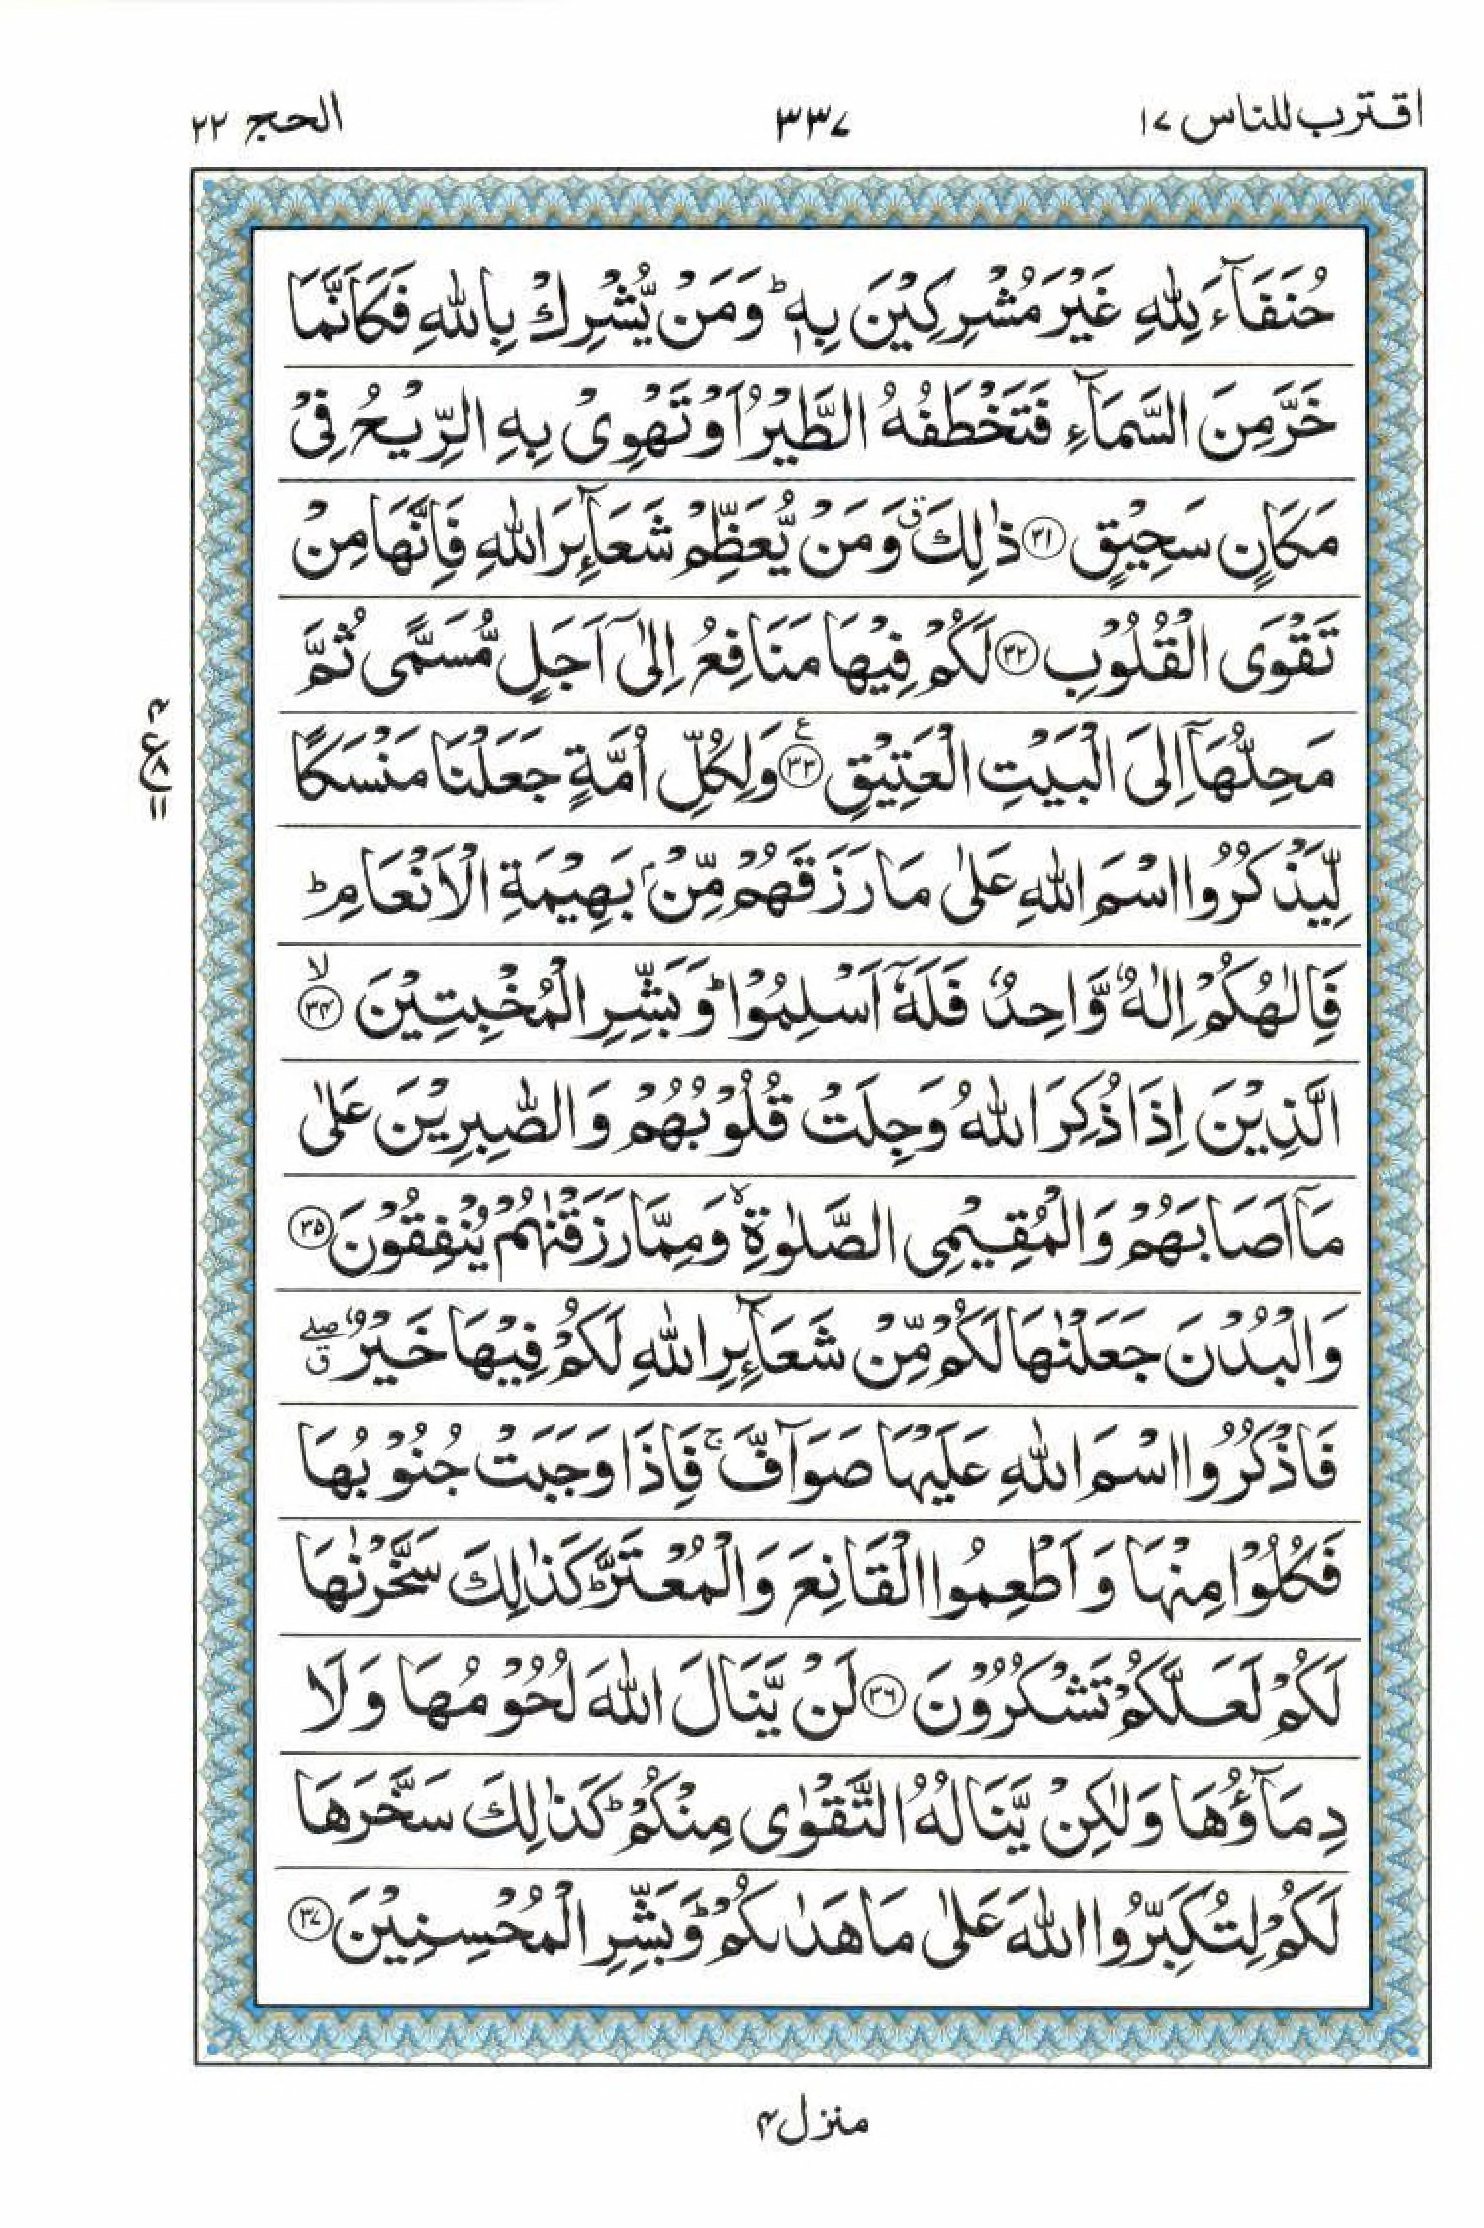 اقترب للناس ١٧
٣٣٧
الحج ٢٢
حُنَفَآءَ لِلّٰهِ غَيْرَ مُشْرِكِيْنَ بِهٖ ؕ وَمَنْ يُّشْرِكْ بِاللّٰهِ فَكَاَنَّمَا
خَرَّ مِنَ السَّمَآءِ فَتَخْطَفُهُ الطَّيْرُ اَوْ تَهْوِىْ بِهِ الرِّيْحُ فِىْ
مَكَانٍ سَحِيْقٍ ﴿٣١﴾ ذٰلِكَ ۗ وَمَنْ يُّعَظِّمْ شَعَآئِرَ اللّٰهِ فَاِنَّهَا مِنْ
تَقْوَى الْقُلُوْبِ ﴿٣٢﴾ لَكُمْ فِيْهَا مَنَافِعُ اِلٰٓى اَجَلٍ مُّسَمًّى ثُمَّ
مَحِلُّهَآ اِلَى الْبَيْتِ الْعَتِيْقِ ﴿٣٣﴾ ع وَلِكُلِّ اُمَّةٍ جَعَلْنَا مَنْسَكًا
لِّيَذْكُرُوا اسْمَ اللّٰهِ عَلٰى مَا رَزَقَهُمْ مِّنْۢ بَهِيْمَةِ الْاَنْعَامِ ؕ
فَاِلٰهُكُمْ اِلٰهٌ وَّاحِدٌ فَلَهٗٓ اَسْلِمُوْا ؕ وَبَشِّرِ الْمُخْبِتِيْنَ ﴿٣٤﴾ ۙ
الَّذِيْنَ اِذَا ذُكِرَ اللّٰهُ وَجِلَتْ قُلُوْبُهُمْ وَالصّٰبِرِيْنَ عَلٰى
مَآ اَصَابَهُمْ وَالْمُقِيْمِى الصَّلٰوةِ ۙ وَمِمَّا رَزَقْنٰهُمْ يُنْفِقُوْنَ ﴿٣٥﴾
وَالْبُدْنَ جَعَلْنٰهَا لَكُمْ مِّنْ شَعَآئِرِ اللّٰهِ لَكُمْ فِيْهَا خَيْرٌ ۖ ق
فَاذْكُرُوا اسْمَ اللّٰهِ عَلَيْهَا صَوَآفَّ ۚ فَاِذَا وَجَبَتْ جُنُوْبُهَا
فَكُلُوْا مِنْهَا وَاَطْعِمُوا الْقَانِعَ وَالْمُعْتَرَّ ؕ كَذٰلِكَ سَخَّرْنٰهَا
لَكُمْ لَعَلَّكُمْ تَشْكُرُوْنَ ﴿٣٦﴾ لَنْ يَّنَالَ اللّٰهَ لُحُوْمُهَا وَلَا
دِمَآؤُهَا وَلٰكِنْ يَّنَالُهُ التَّقْوٰى مِنْكُمْ ؕ كَذٰلِكَ سَخَّرَهَا
لَكُمْ لِتُكَبِّرُوا اللّٰهَ عَلٰى مَا هَدٰىكُمْ ؕ وَبَشِّرِ الْمُحْسِنِيْنَ ﴿٣٧﴾
منزل ٤